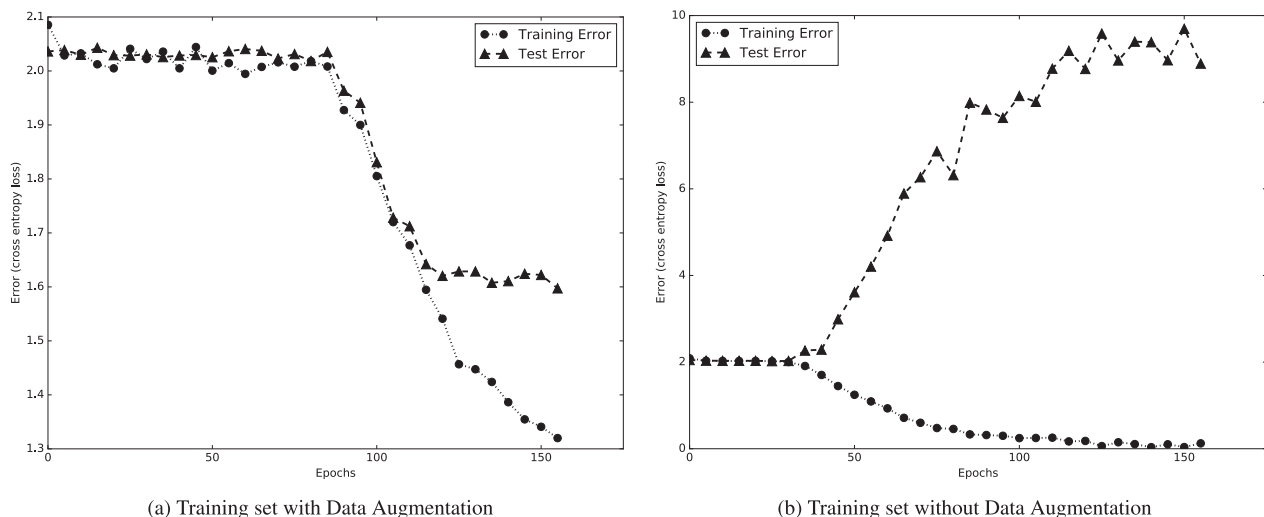 2.1
2.0
1.9
1.8
1.7
1.6
1.5
1.4
1.3
Error (cross entropy loss)
0
50
100
150
Epochs
Training Error
Test Error
(a) Training set with Data Augmentation
10
8
6
4
2
0
Error (cross entropy loss)
0
50
100
150
Epochs
Training Error
Test Error
(b) Training set without Data Augmentation